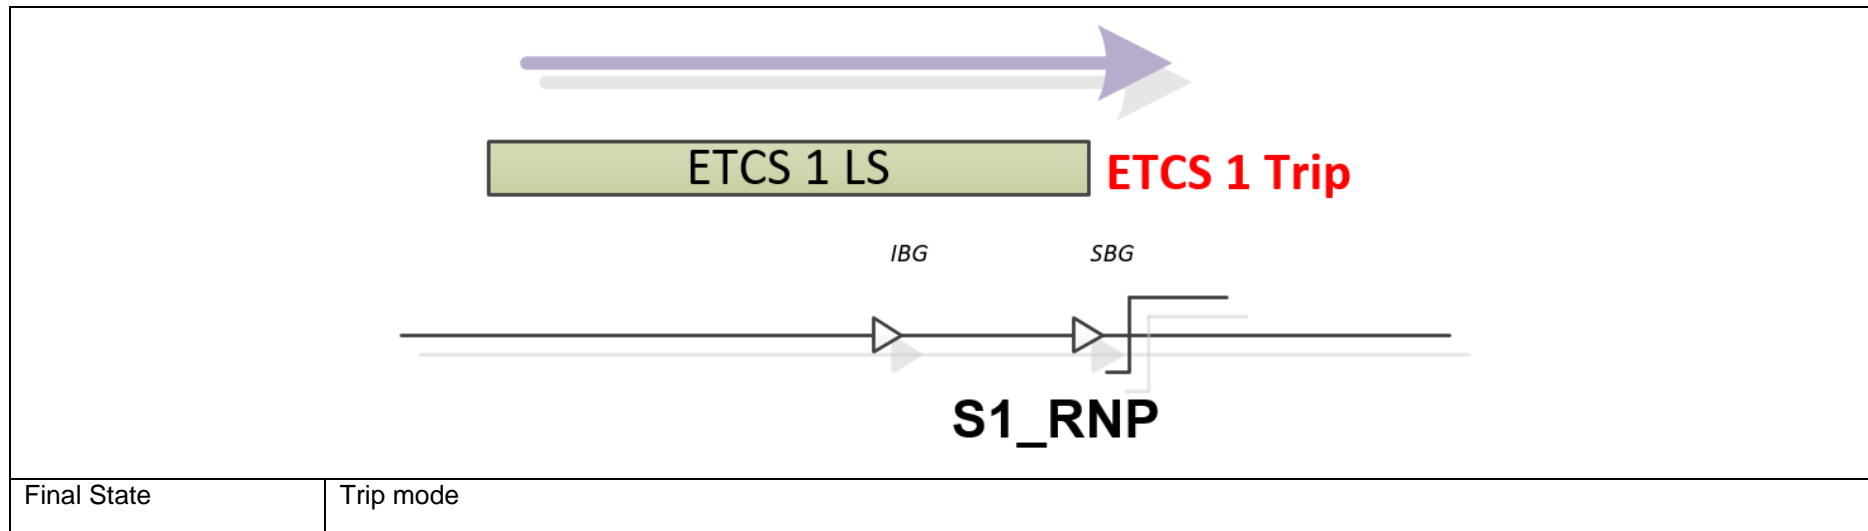 ETCS 1 LS
ETCS 1 Trip
IBG
SBG
S1_RNP
Final State
Trip mode